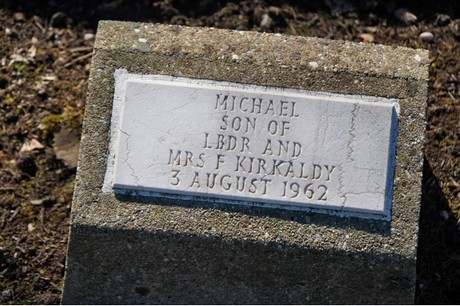 MICHAEL
SON OF
LBDR AND
MRS F KIRKALDY
3 AUGUST 1962